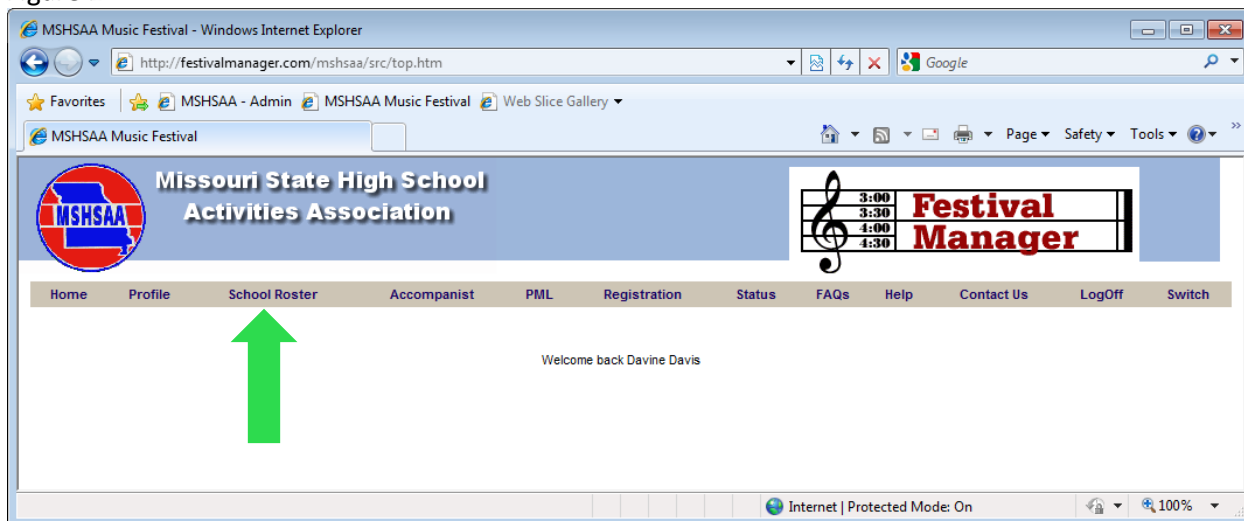 MSHSAA Music Festival - Windows Internet Explorer
http://festivalmanager.com/mshsaa/src/top.htm
Google
Favorites MSHSAA - Admin MSHSAA Music Festival Web Slice Gallery
MSHSAA Music Festival
Page Safety Tools
Missouri State High School
Activities Association
MSHSAA
3:00
3:30
4:00
4:30
Festival
Manager
Home Profile School Roster Accompanist PML Registration Status FAQs Help Contact Us LogOff Switch
Welcome back Davine Davis
Internet | Protected Mode: On 100%